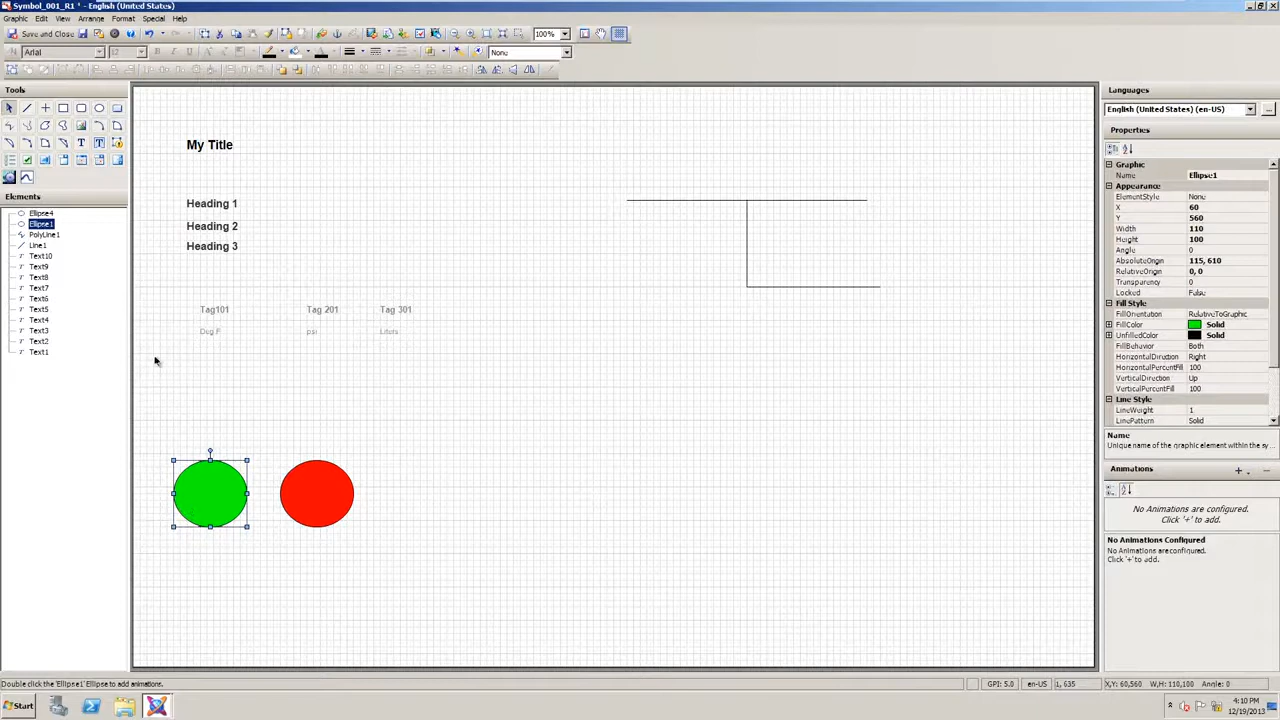 Symbol_001_R1 * - English (United States)
Graphic Edit View Arrange Format Special Help
Save and Close 100%
Arial 12 None
Tools
Elements
Ellipse4
Ellipse1
PolyLine1
Line1
Text10
Text9
Text8
Text7
Text6
Text5
Text4
Text3
Text2
Text1
My Title
Heading 1
Heading 2
Heading 3
Tag101 Tag 201 Tag 301
Deg F psi Liters
Languages
English (United States) (en-US) ...
Properties
Graphic
Name Ellipse1
Appearance
ElementStyle None
X 60
Y 560
Width 110
Height 100
Angle 0
AbsoluteOrigin 115, 610
RelativeOrigin 0, 0
Transparency 0
Locked False
Fill Style
FillOrientation RelativeToGraphic
FillColor Solid
UnfilledColor Solid
FillBehavior Both
HorizontalDirection Right
HorizontalPercentFill 100
VerticalDirection Up
VerticalPercentFill 100
Line Style
LineWeight 1
LinePattern Solid
Name
Unique name of the graphic element within the sy...
Animations
No Animations are configured.
Click '+' to add.
No Animations Configured
No Animations are configured.
Click '+' to add.
Double click the 'Ellipse1' Ellipse to add animations.
GPI: 5.0 en-US 1, 635 X,Y: 60,560 W,H: 110,100 Angle: 0
Start
4:10 PM
12/19/2013